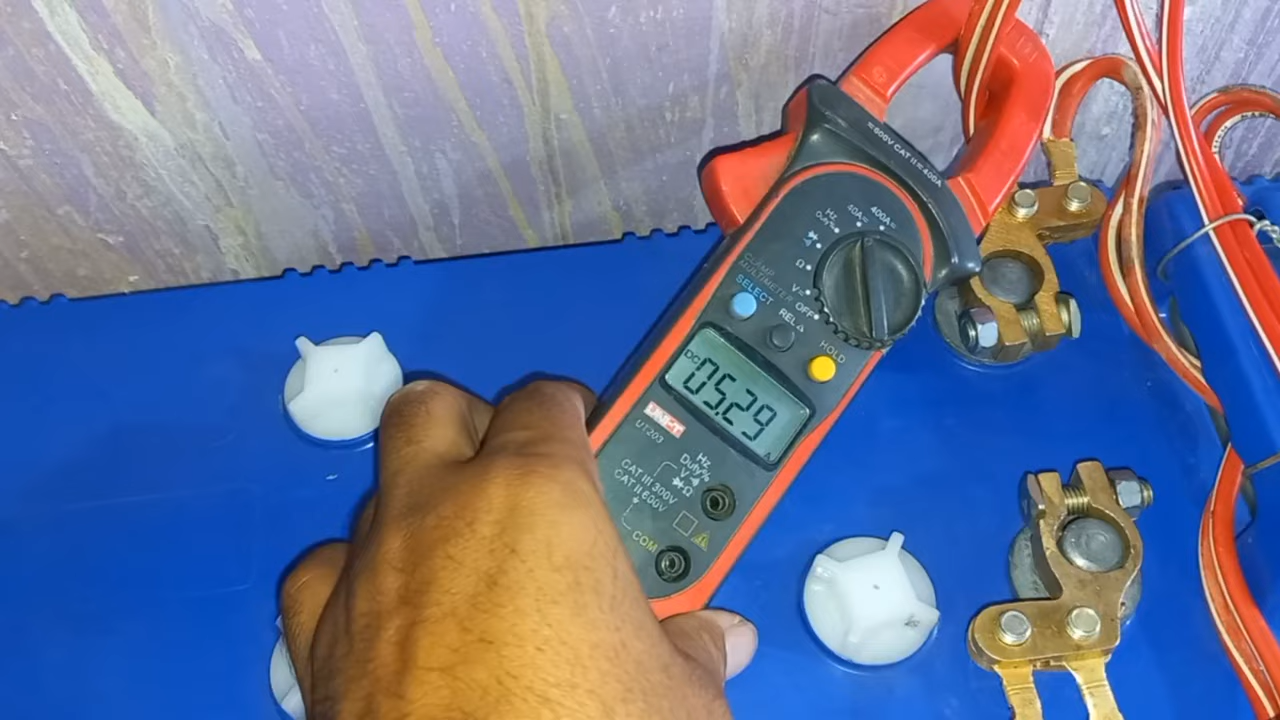 ≂600V CAT II ≂400A
Hz
Duty%
40A≂
400A≂
Ω
V≂
OFF
CLAMP
MULTIMETER
SELECT
REL△
HOLD
DC
05.29
A
UNI-T
UT203
Hz
Duty%
V
Ω
CAT III 300V
CAT II 600V
COM